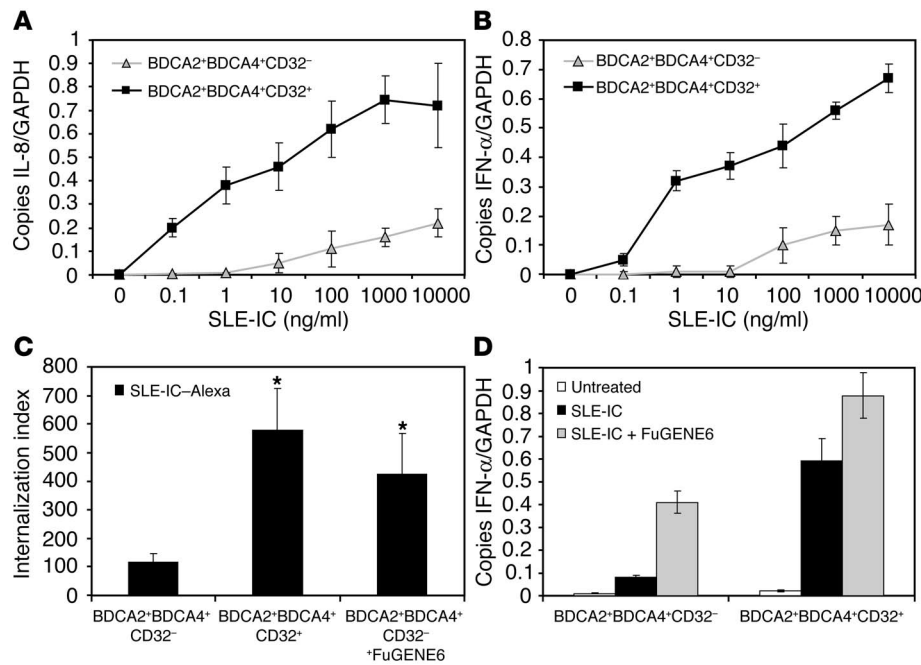 A
Copies IL-8/GAPDH
1
0.9
0.8
0.7
0.6
0.5
0.4
0.3
0.2
0.1
0
BDCA2⁺BDCA4⁺CD32⁻
BDCA2⁺BDCA4⁺CD32⁺
0 0.1 1 10 100 1000 10000
SLE-IC (ng/ml)
B
Copies IFN-α/GAPDH
0.8
0.7
0.6
0.5
0.4
0.3
0.2
0.1
0
BDCA2⁺BDCA4⁺CD32⁻
BDCA2⁺BDCA4⁺CD32⁺
0 0.1 1 10 100 1000 10000
SLE-IC (ng/ml)
C
Internalization index
800
700
600
500
400
300
200
100
0
SLE-IC–Alexa
*
*
BDCA2⁺BDCA4⁺
CD32⁻
BDCA2⁺BDCA4⁺
CD32⁺
BDCA2⁺BDCA4⁺
CD32⁻
+FuGENE6
D
Copies IFN-α/GAPDH
1
0.9
0.8
0.7
0.6
0.5
0.4
0.3
0.2
0.1
0
Untreated
SLE-IC
SLE-IC + FuGENE6
BDCA2⁺BDCA4⁺CD32⁻
BDCA2⁺BDCA4⁺CD32⁺